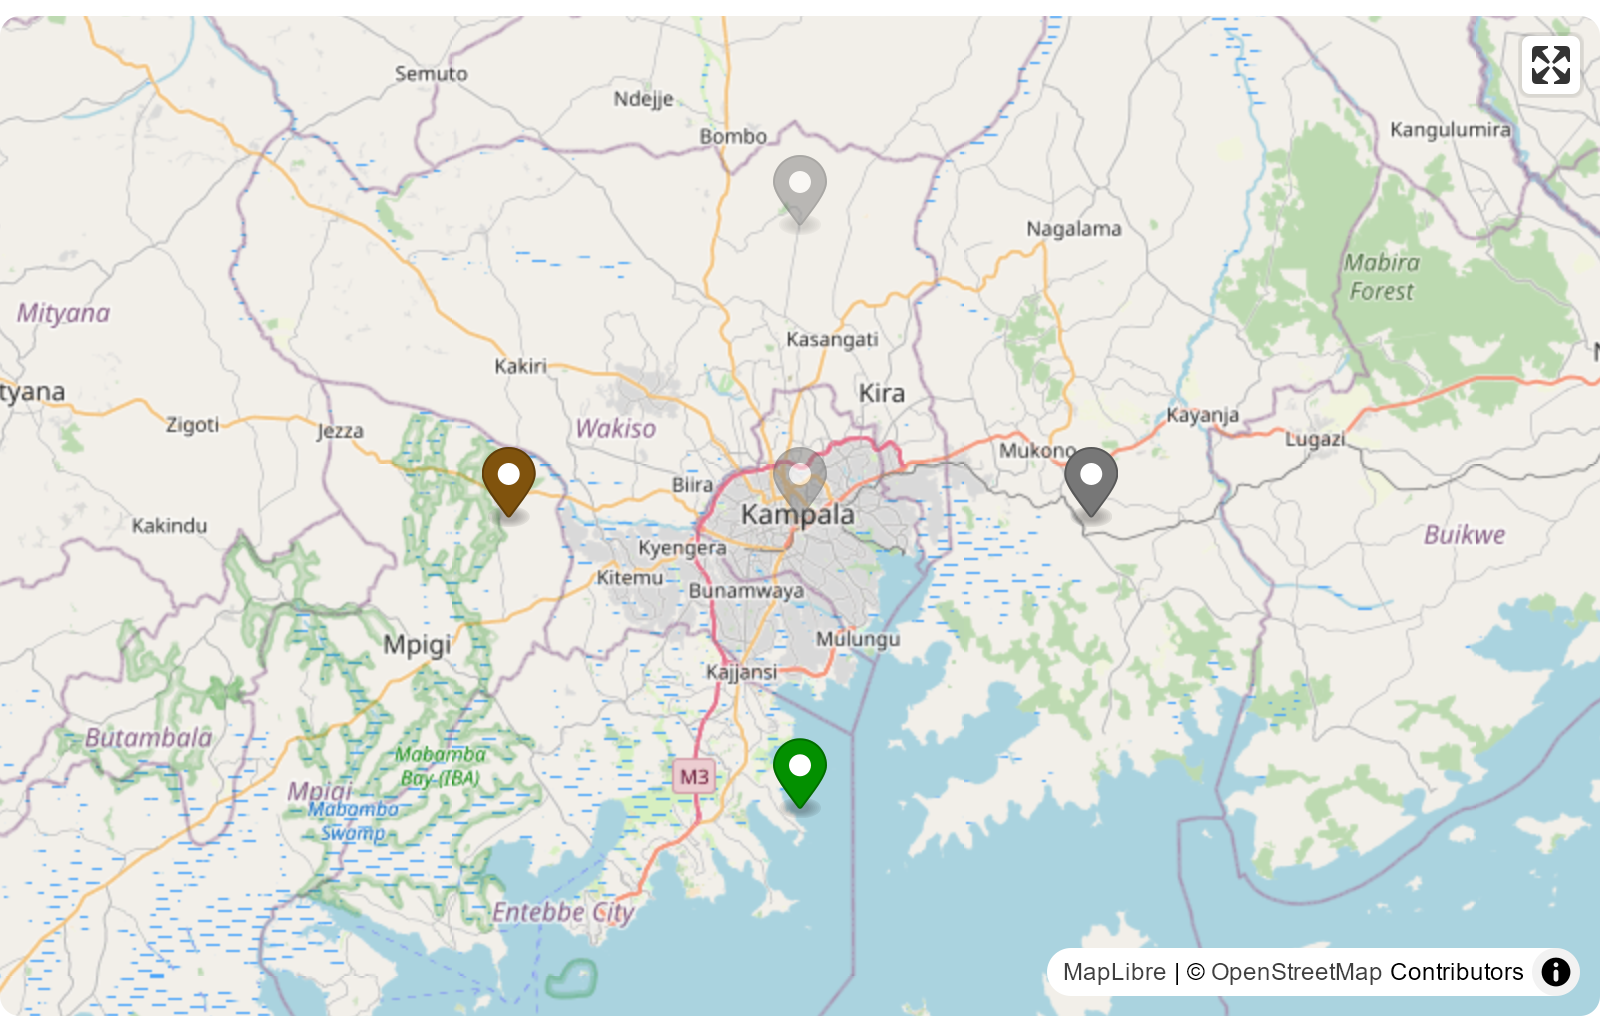 Semuto
Ndejje
Bombo
Kangulumira
Nagalama
Mabira
Forest
Mityana
Kasangati
Kakiri
Kira
tyana
Zigoti
Jezza
Wakiso
Kayanja
Lugazi
Mukono
Biira
Kampala
Kakindu
Buikwe
Kyengera
Kitemu
Bunamwaya
Mpigi
Mulungu
Kajjansi
Butambala
Mabamba
Bay (IBA)
M3
Mpigi
Mabamba
Swamp
Entebbe City
MapLibre | © OpenStreetMap Contributors